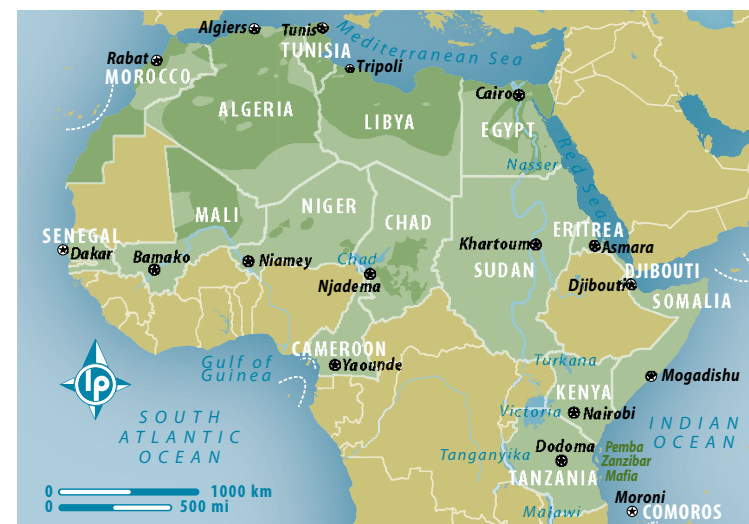 Algiers
Tunis
TUNISIA
Mediterranean Sea
Rabat
MOROCCO
Tripoli
ALGERIA
LIBYA
Cairo
EGYPT
Nasser
Red Sea
MALI
NIGER
CHAD
SENEGAL
Dakar
Bamako
Niamey
Chad
Njadema
Khartoum
SUDAN
ERITREA
Asmara
DJIBOUTI
Djibouti
SOMALIA
CAMEROON
Yaounde
Gulf of
Guinea
Turkana
Mogadishu
KENYA
Victoria
Nairobi
lp
SOUTH
ATLANTIC
OCEAN
INDIAN
OCEAN
Tanganyika
Dodoma
TANZANIA
Pemba
Zanzibar
Mafia
Moroni
COMOROS
Malawi
0 1000 km
0 500 mi